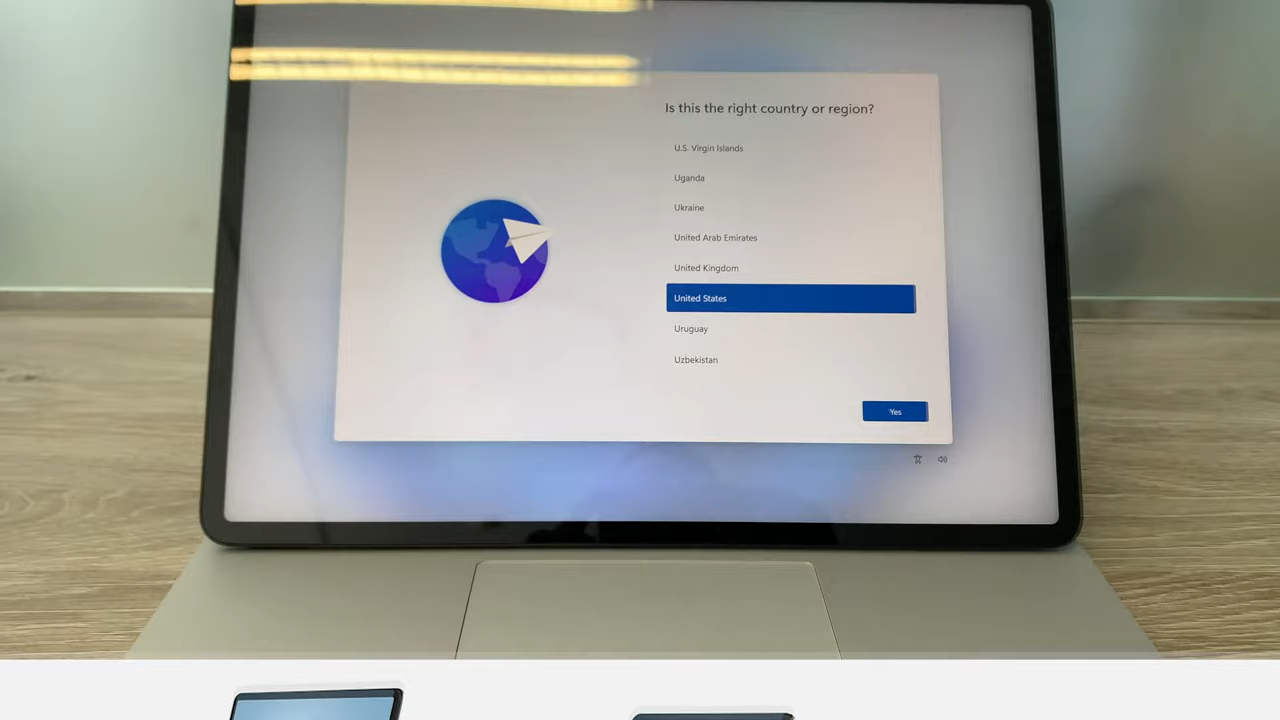 Is this the right country or region?
U.S. Virgin Islands
Uganda
Ukraine
United Arab Emirates
United Kingdom
United States
Uruguay
Uzbekistan
Yes